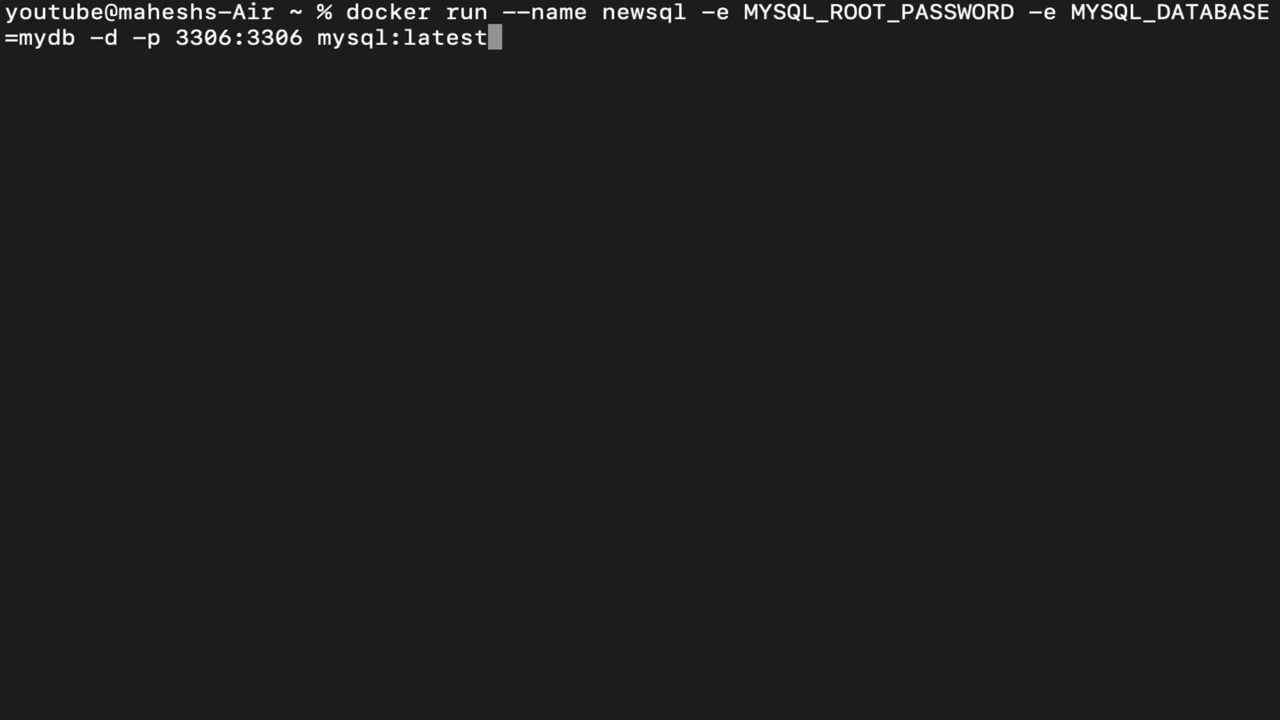 youtube@maheshs-Air ~ % docker run --name newsql -e MYSQL_ROOT_PASSWORD -e MYSQL_DATABASE
=mydb -d -p 3306:3306 mysql:latest